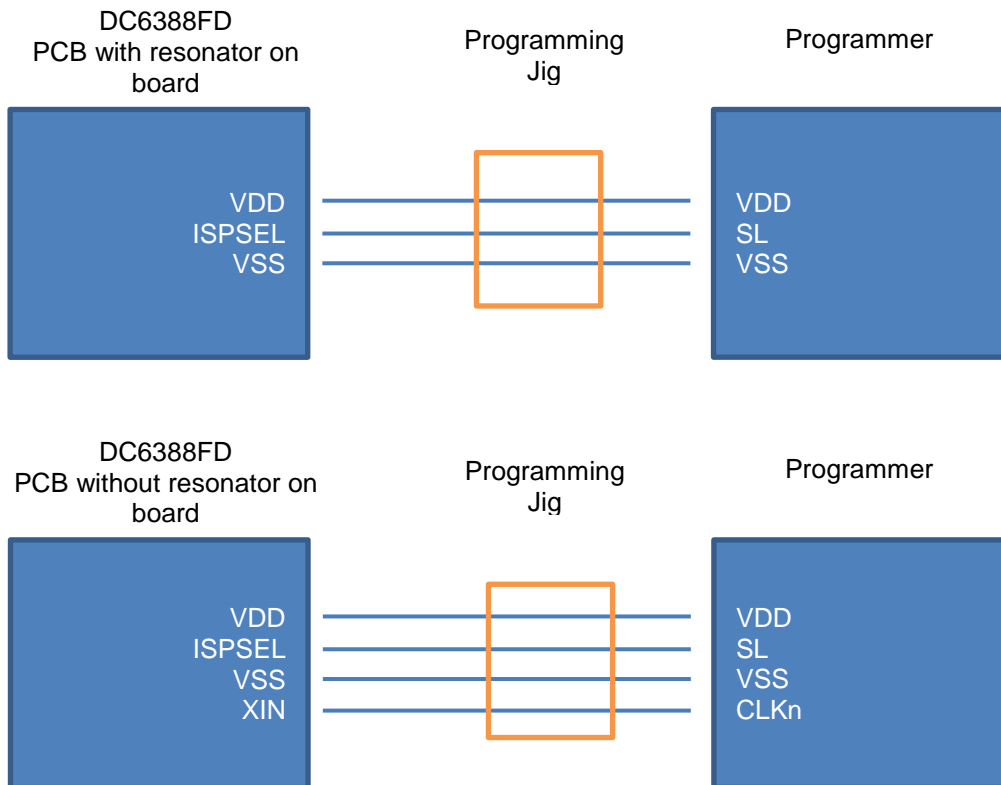 DC6388FD
PCB with resonator on
board
Programming
Jig
Programmer
VDD
ISPSEL
VSS
VDD
SL
VSS
DC6388FD
PCB without resonator on
board
Programming
Jig
Programmer
VDD
ISPSEL
VSS
XIN
VDD
SL
VSS
CLKn